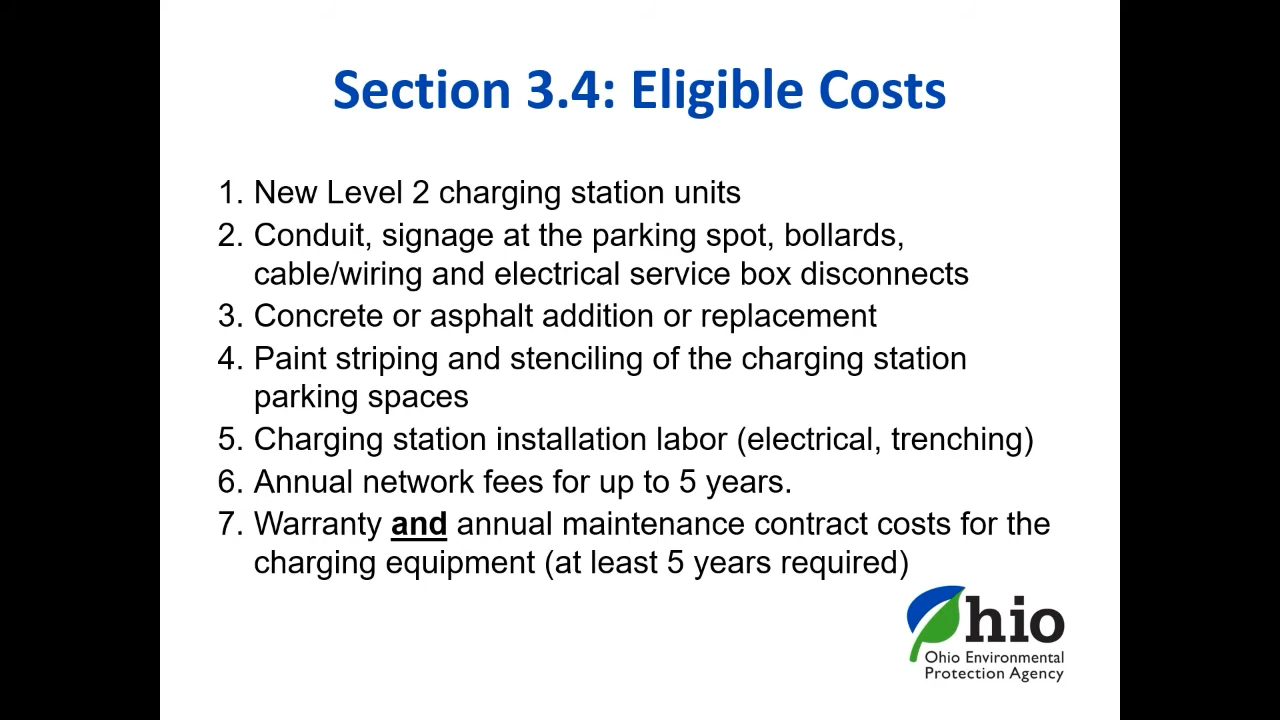 Section 3.4: Eligible Costs
1. New Level 2 charging station units
2. Conduit, signage at the parking spot, bollards,
cable/wiring and electrical service box disconnects
3. Concrete or asphalt addition or replacement
4. Paint striping and stenciling of the charging station
parking spaces
5. Charging station installation labor (electrical, trenching)
6. Annual network fees for up to 5 years.
7. Warranty and annual maintenance contract costs for the
charging equipment (at least 5 years required)
Ohio
Ohio Environmental
Protection Agency